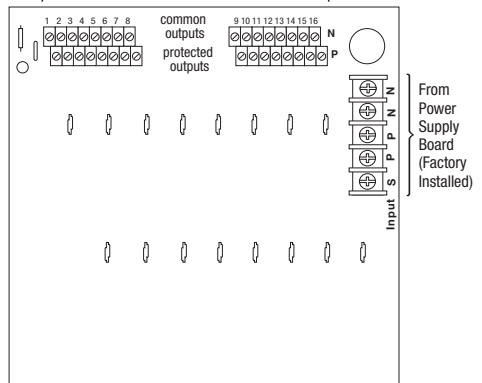 1 2 3 4 5 6 7 8
common outputs
9 10 11 12 13 14 15 16
N
protected outputs
P
N
N
P
P
S
Input
From
Power
Supply
Board
(Factory
Installed)